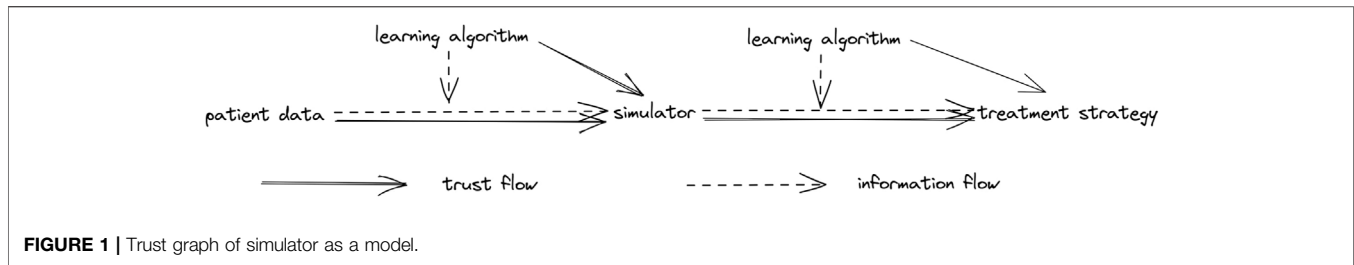 learning algorithm learning algorithm
patient data simulator treatment strategy
trust flow information flow
FIGURE 1 | Trust graph of simulator as a model.